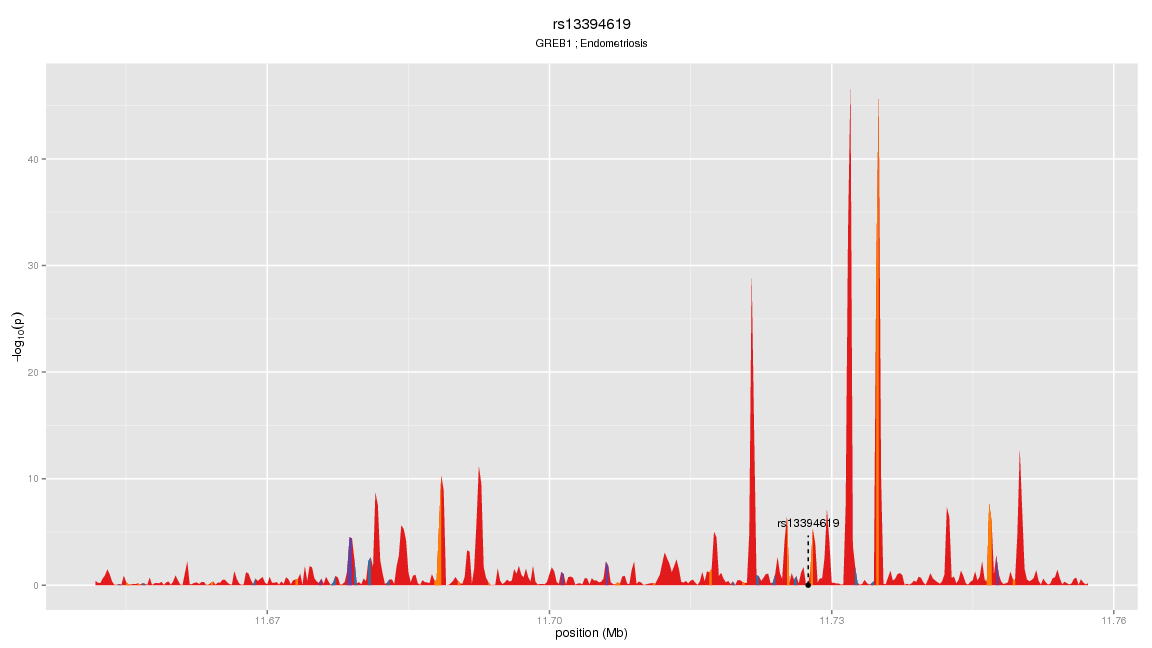 rs13394619
GREB1 ; Endometriosis
40
30
20
10
0
−log10(p)
rs13394619
11.67
11.70
11.73
11.76
position (Mb)